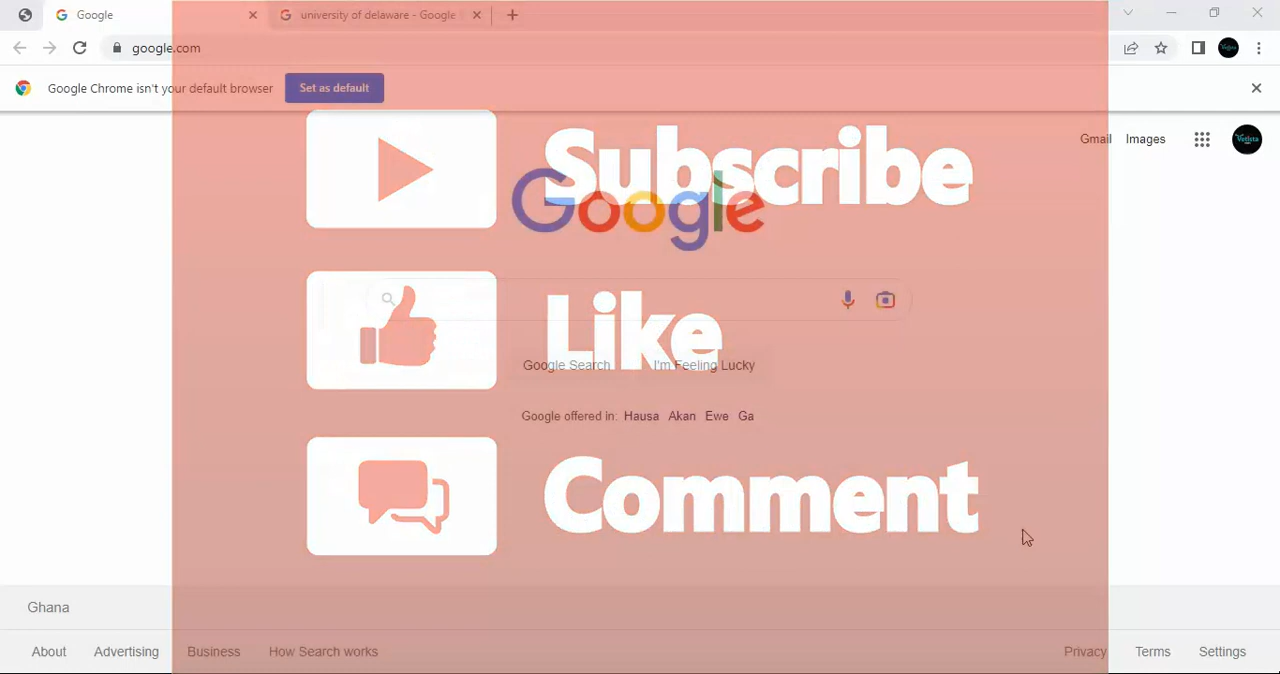 Google
university of delaware - Google
google.com
Google Chrome isn't your default browser
Set as default
Gmail Images
Subscribe
Google
Like
Google Search I'm Feeling Lucky
Google offered in: Hausa Akan Ewe Ga
Comment
Ghana
About Advertising Business How Search works Privacy Terms Settings